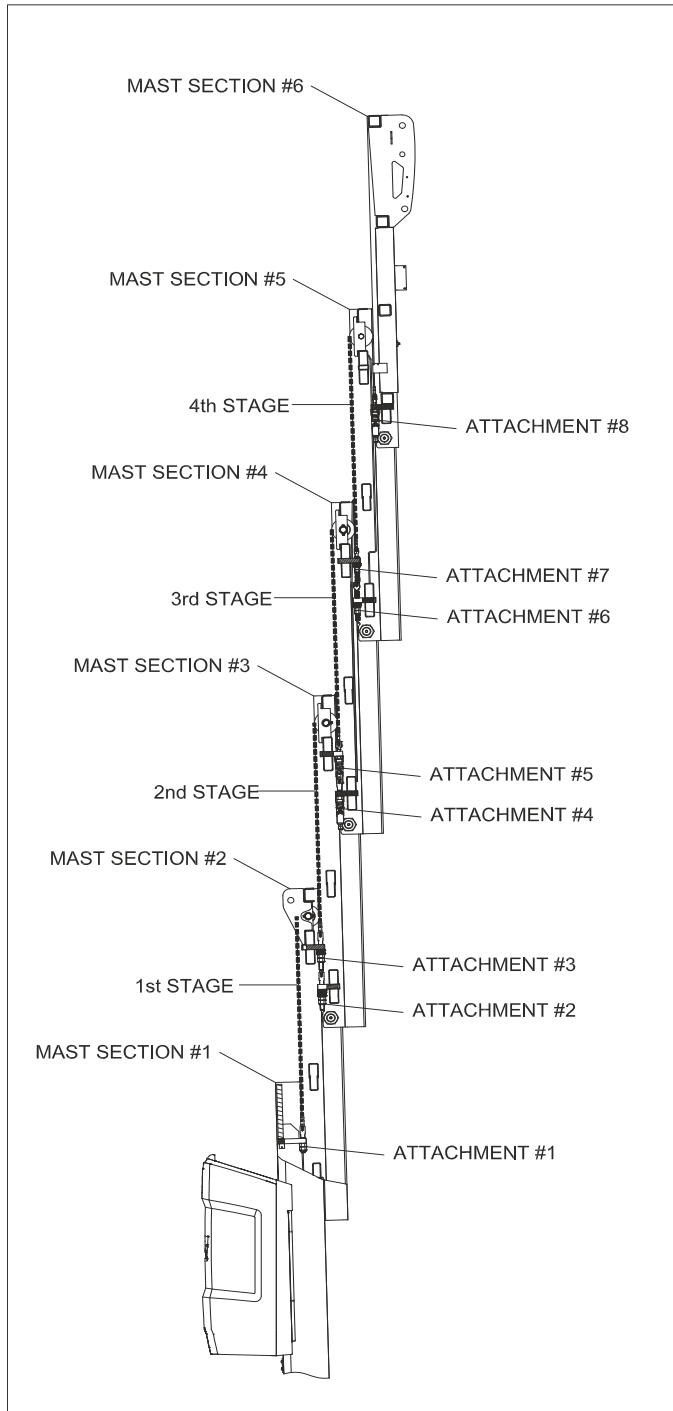 MAST SECTION #6
MAST SECTION #5
4th STAGE
ATTACHMENT #8
MAST SECTION #4
ATTACHMENT #7
3rd STAGE
ATTACHMENT #6
MAST SECTION #3
ATTACHMENT #5
2nd STAGE
ATTACHMENT #4
MAST SECTION #2
ATTACHMENT #3
1st STAGE
ATTACHMENT #2
MAST SECTION #1
ATTACHMENT #1